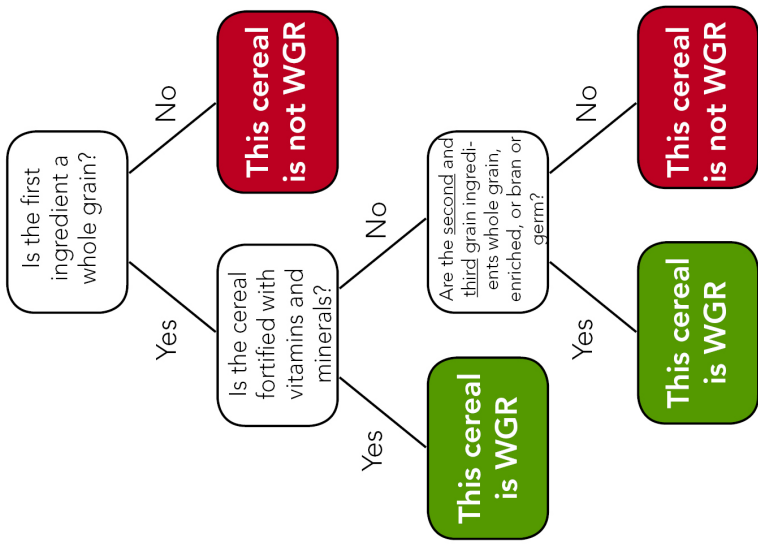 Is the first
ingredient a
whole grain?
Yes
No
Is the cereal
fortified with
vitamins and
minerals?
This cereal
is not WGR
Yes
No
This cereal
is WGR
Are the second and
third grain ingredi-
ents whole grain,
enriched, or bran or
germ?
Yes
No
This cereal
is WGR
This cereal
is not WGR